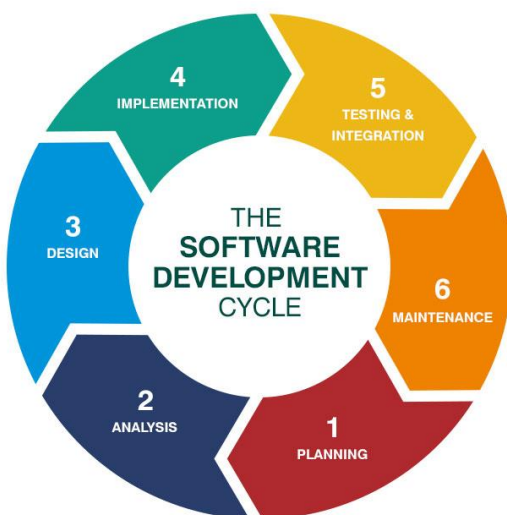 THE
SOFTWARE
DEVELOPMENT
CYCLE
1
PLANNING
2
ANALYSIS
3
DESIGN
4
IMPLEMENTATION
5
TESTING &
INTEGRATION
6
MAINTENANCE